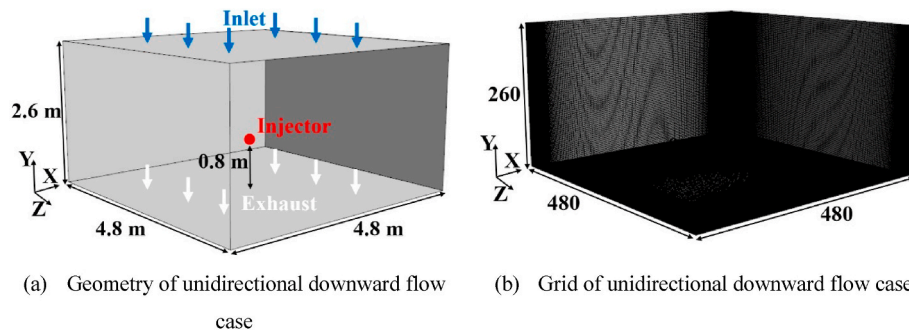 Inlet
2.6 m
Injector
0.8 m
Exhaust
Y
X
Z
4.8 m
4.8 m
(a) Geometry of unidirectional downward flow
case
260
Y
X
Z
480
480
(b) Grid of unidirectional downward flow case